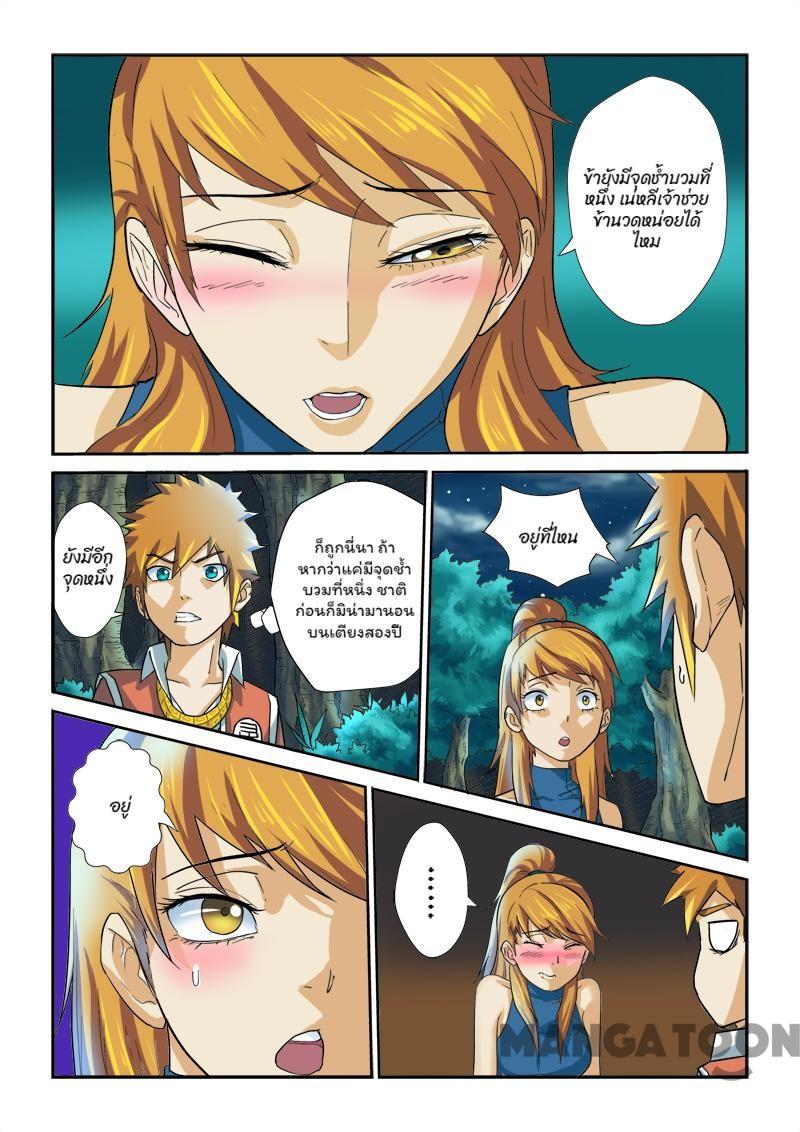 ข้ายังมีจุดช้ำบวมที่
หนึ่ง เน่หลีเจ้าช่วย
ข้านวดหน่อยได้
ไหม
ยังมีอีก
จุดหนึ่ง
ก็ถูกนี่นา ถ้า
หากว่าแค่มีจุดช้ำ
บวมที่หนึ่ง ชาติ
ก่อนก็มิน่ามานอน
บนเตียงสองปี
อยู่ที่ไหน
อยู่
......
MANGATOON